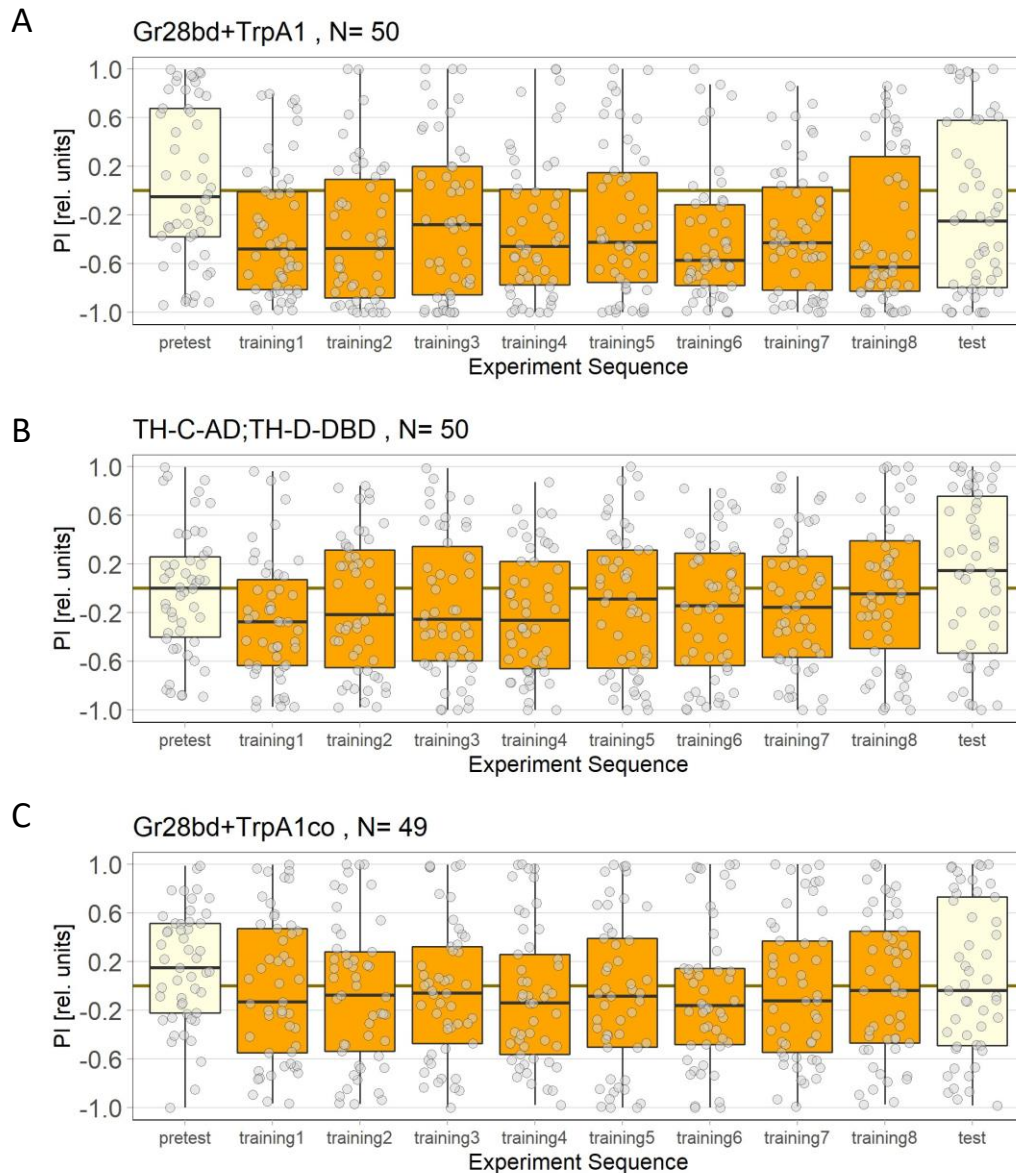 A
Gr28bd+TrpA1 , N= 50
PI [rel. units]
1.0
0.6
0.2
-0.2
-0.6
-1.0
pretest training1 training2 training3 training4 training5 training6 training7 training8 test
Experiment Sequence
B
TH-C-AD;TH-D-DBD , N= 50
PI [rel. units]
1.0
0.6
0.2
-0.2
-0.6
-1.0
pretest training1 training2 training3 training4 training5 training6 training7 training8 test
Experiment Sequence
C
Gr28bd+TrpA1co , N= 49
PI [rel. units]
1.0
0.6
0.2
-0.2
-0.6
-1.0
pretest training1 training2 training3 training4 training5 training6 training7 training8 test
Experiment Sequence